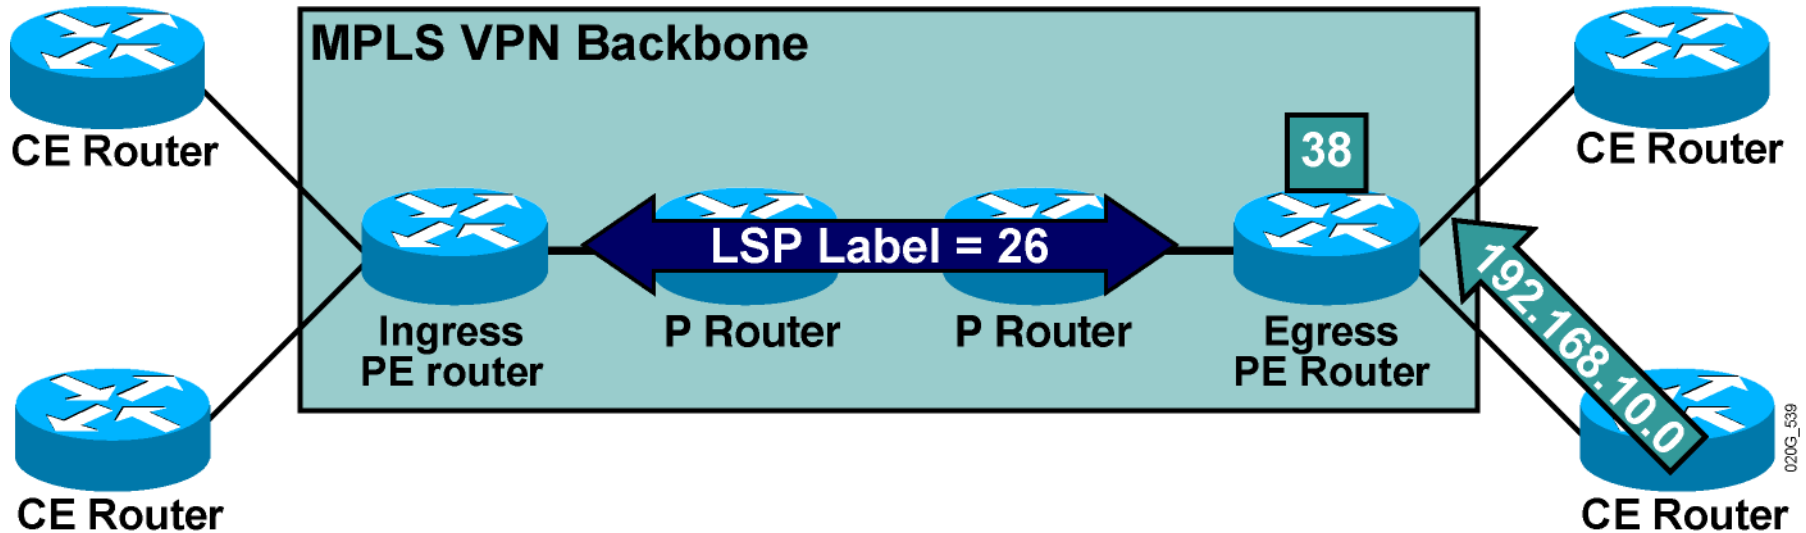 MPLS VPN Backbone
CE Router
CE Router
38
LSP Label = 26
192.168.10.0
Ingress
PE router
P Router
P Router
Egress
PE Router
CE Router
CE Router
020G_539